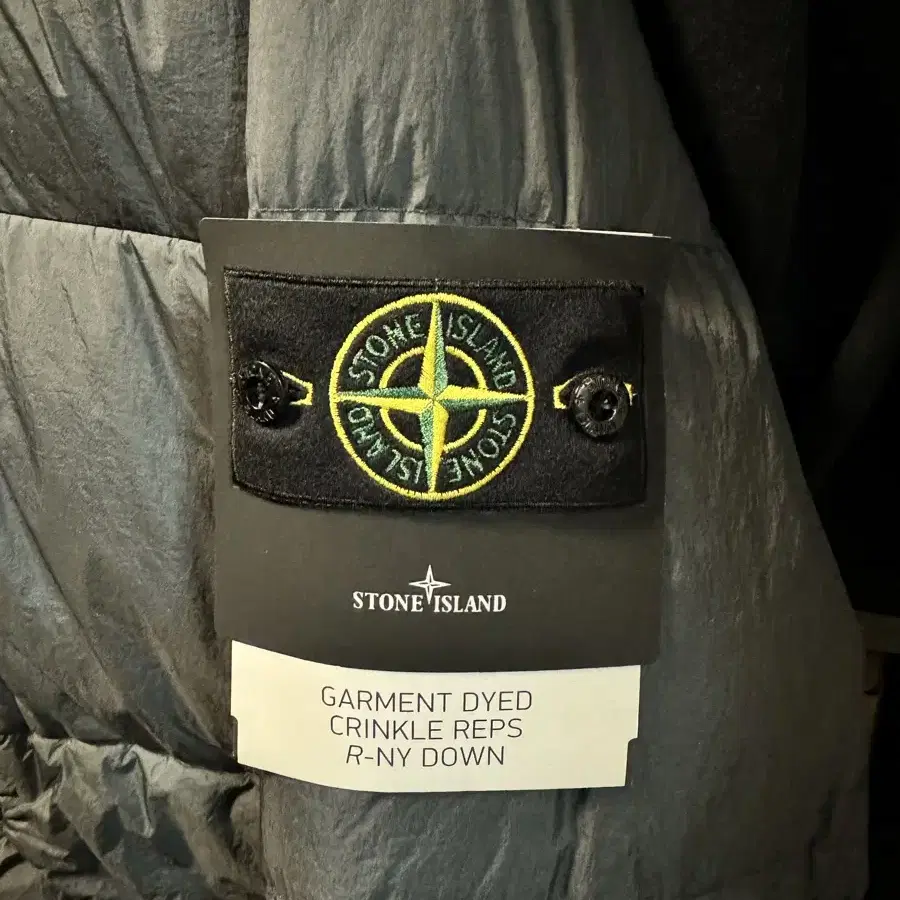 STONE ISLAND
STONE ISLAND
STONE ISLAND
GARMENT DYED
CRINKLE REPS
R-NY DOWN